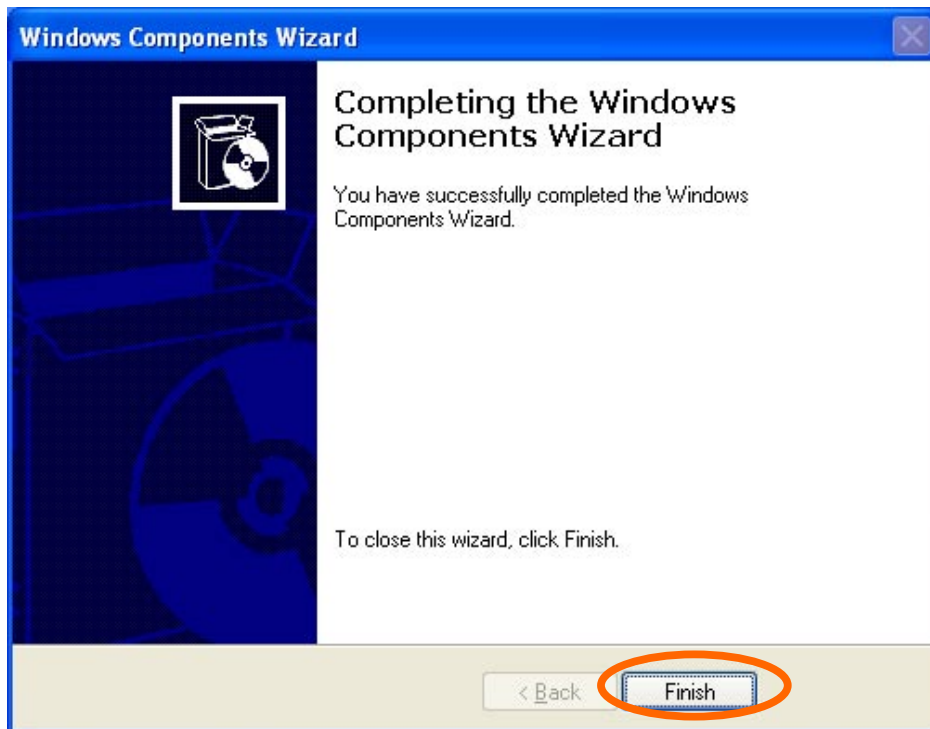 Windows Components Wizard
Completing the Windows
Components Wizard
You have successfully completed the Windows
Components Wizard.
To close this wizard, click Finish.
< Back
Finish